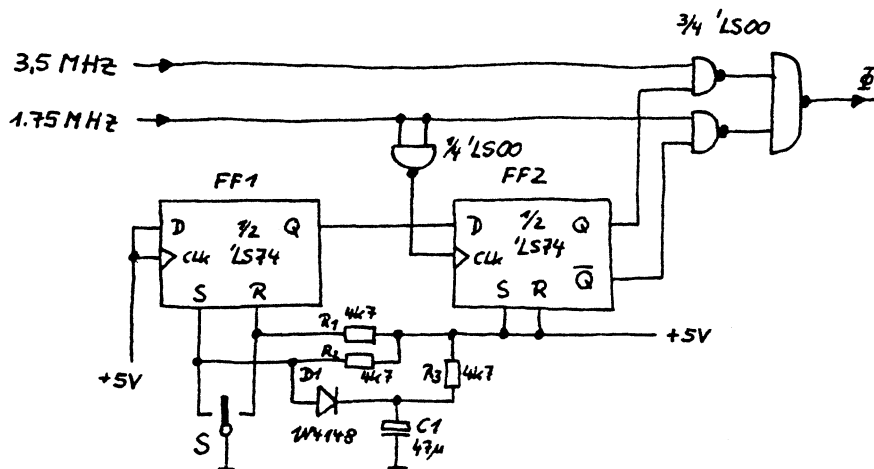 3/4 'LS00
3,5 MHZ
Φ
1.75 MHZ
1/4 'LS00
FF1
FF2
D 1/2 Q
CLK 'LS74
S R
D 1/2 Q
CLK 'LS74 Q
S R
R1 4k7
+5V
R2 4k7
R3 4k7
+5V
D1
1N4148
C1
47µ
S